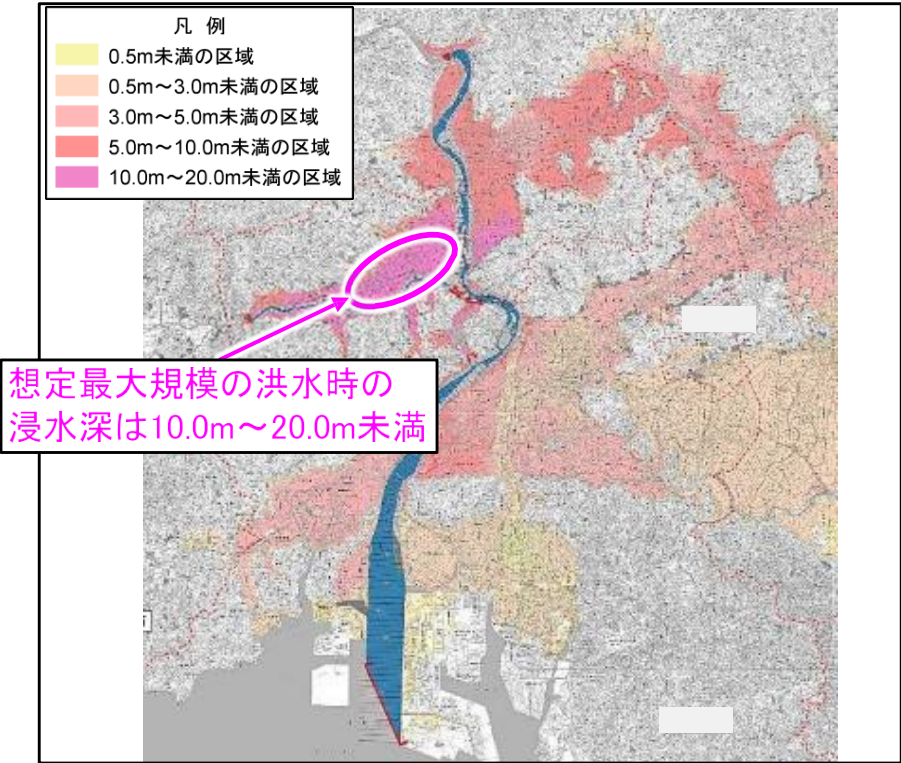 凡 例
0.5m未満の区域
0.5m～3.0m未満の区域
3.0m～5.0m未満の区域
5.0m～10.0m未満の区域
10.0m～20.0m未満の区域
想定最大規模の洪水時の
浸水深は10.0m～20.0m未満